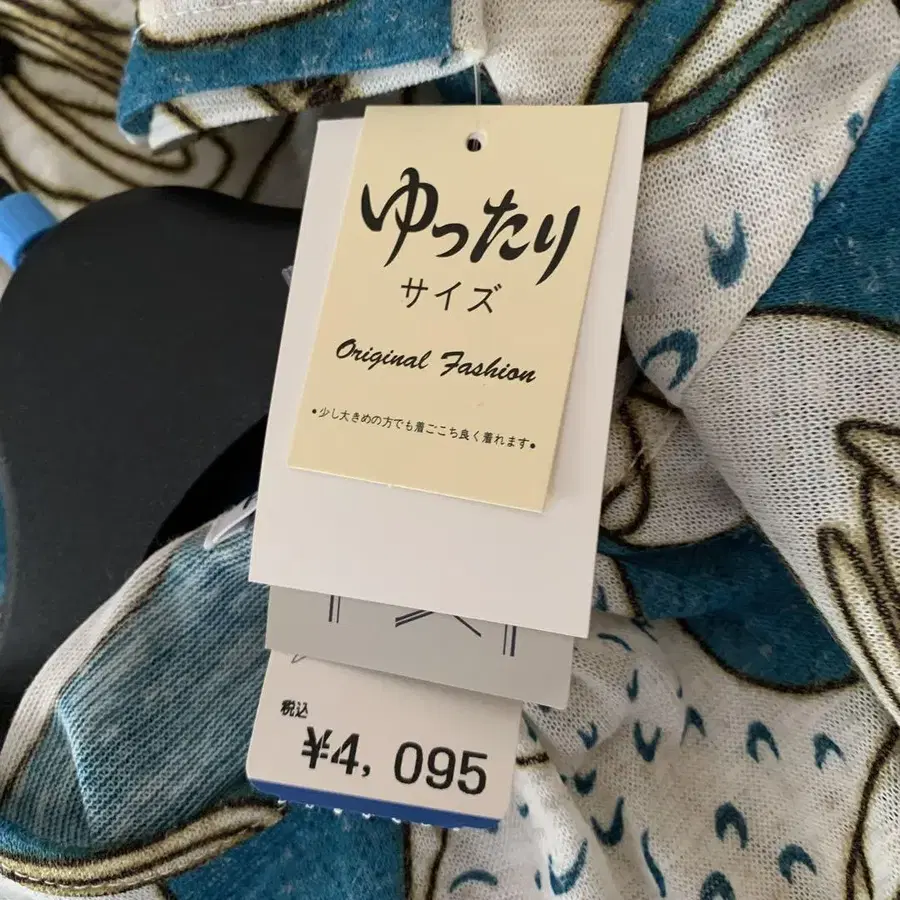 ゆったり
サイズ
Original Fashion
●少し大きめの方でも着ごこち良く着れます●
税込
¥4, 095